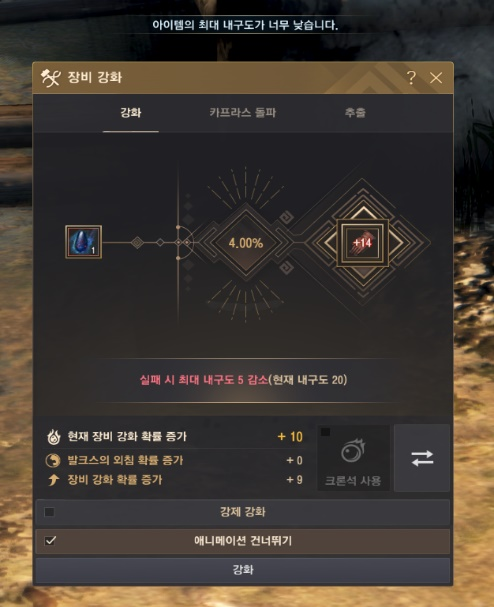 아이템의 최대 내구도가 너무 낮습니다.
장비 강화
?
강화 카프라스 돌파 추출
1
4.00%
+14
실패 시 최대 내구도 5 감소(현재 내구도 20)
현재 장비 강화 확률 증가 + 10
발크스의 외침 확률 증가 + 0
장비 강화 확률 증가 + 9
크론석 사용
강제 강화
애니메이션 건너뛰기
강화